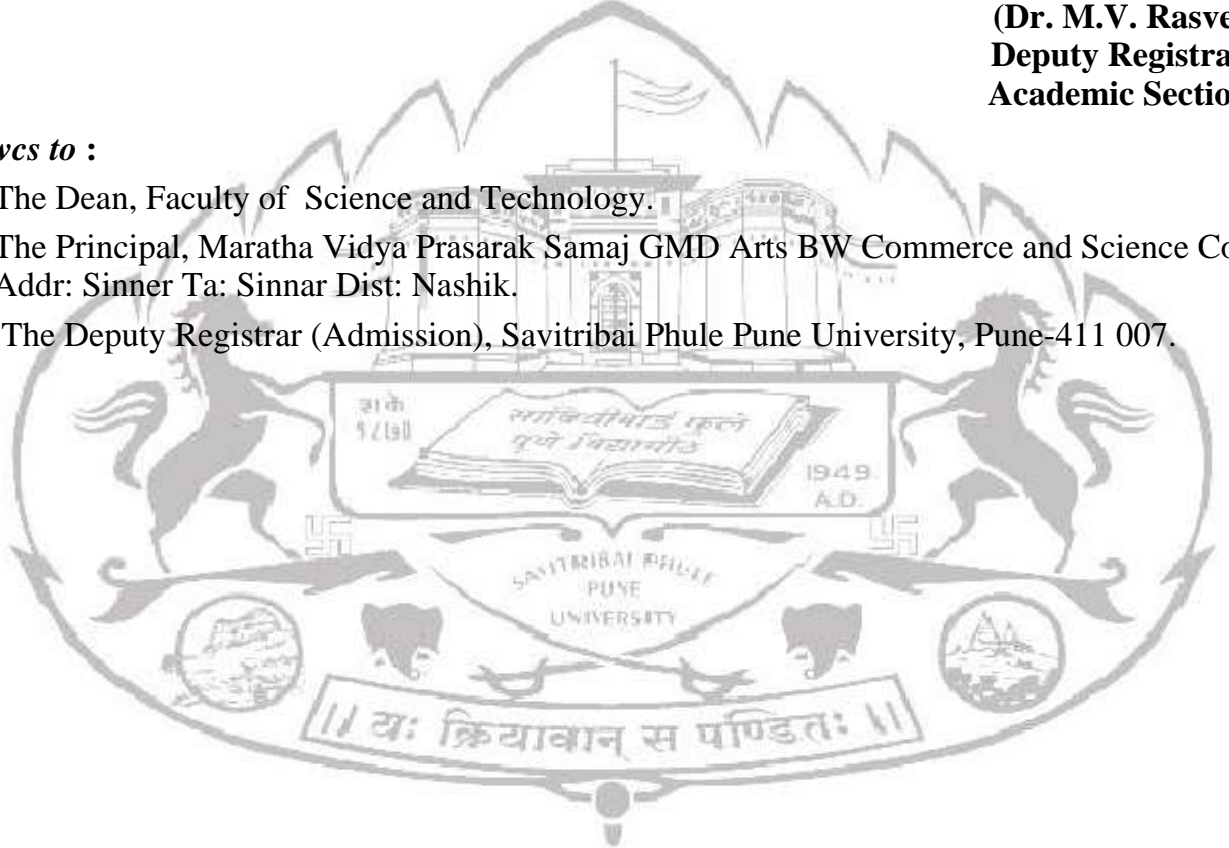 (Dr. M.V. Rasve
Deputy Registra
Academic Sectio
wcs to :
The Dean, Faculty of Science and Technology.
The Principal, Maratha Vidya Prasarak Samaj GMD Arts BW Commerce and Science Co
Addr: Sinner Ta: Sinnar Dist: Nashik.
The Deputy Registrar (Admission), Savitribai Phule Pune University, Pune-411 007.
शके
१८७०
सावित्रीबाई फुले
पुणे विद्यापीठ
1949
A.D.
SAVITRIBAI PHULE
PUNE
UNIVERSITY
।। यः क्रियावान् स पण्डितः ।।